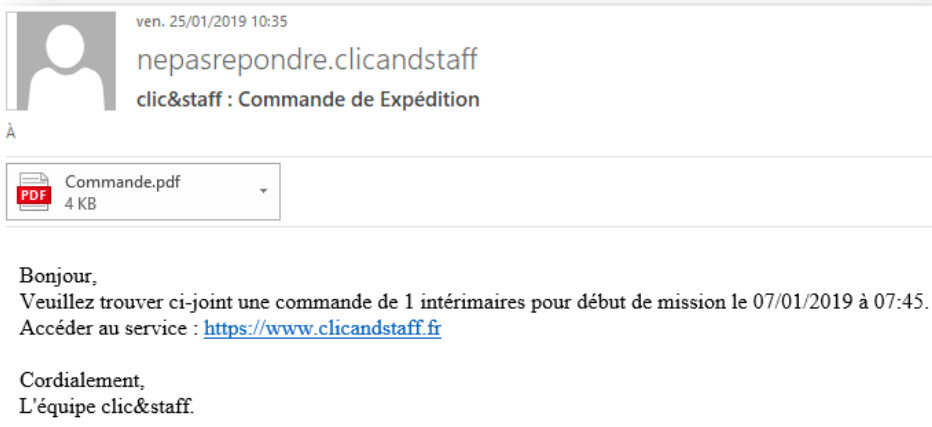 ven. 25/01/2019 10:35
nepasrepondre.clicandstaff
clic&staff : Commande de Expédition
À
PDF
Commande.pdf
4 KB
Bonjour,
Veuillez trouver ci-joint une commande de 1 intérimaires pour début de mission le 07/01/2019 à 07:45.
Accéder au service : https://www.clicandstaff.fr
Cordialement,
L'équipe clic&staff.